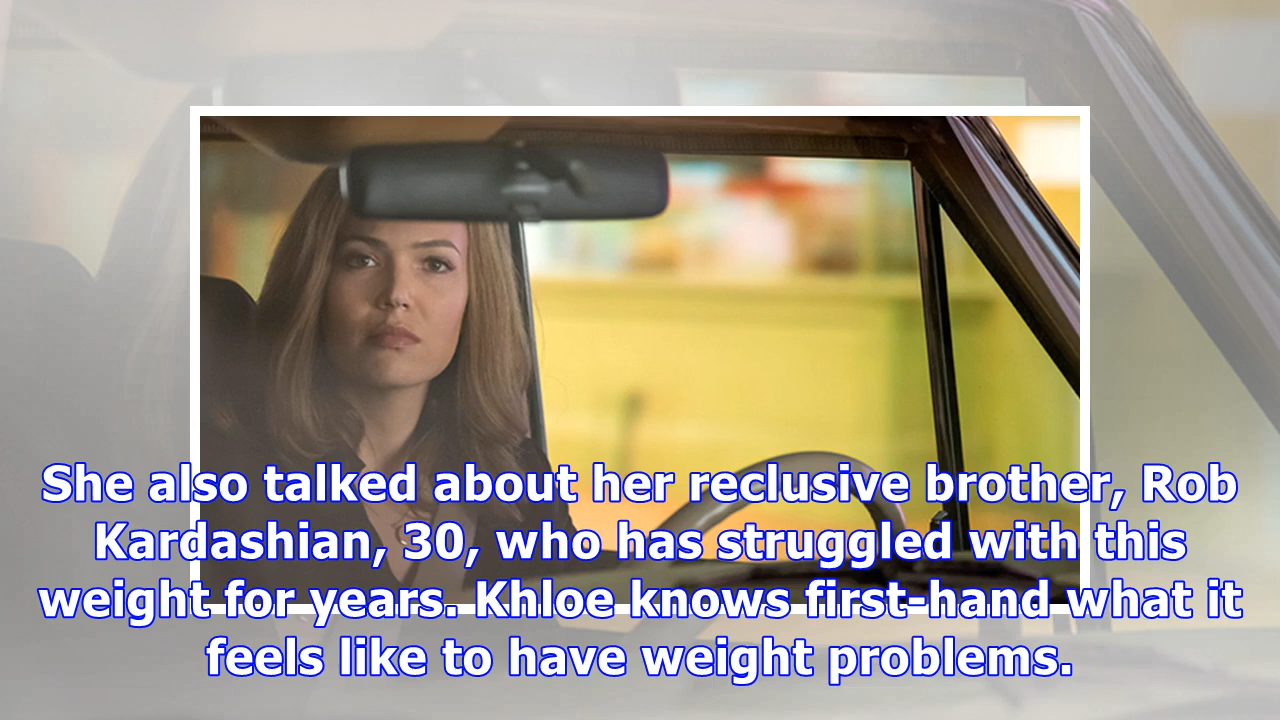 She also talked about her reclusive brother, Rob
Kardashian, 30, who has struggled with this
weight for years. Khloe knows first-hand what it
feels like to have weight problems.